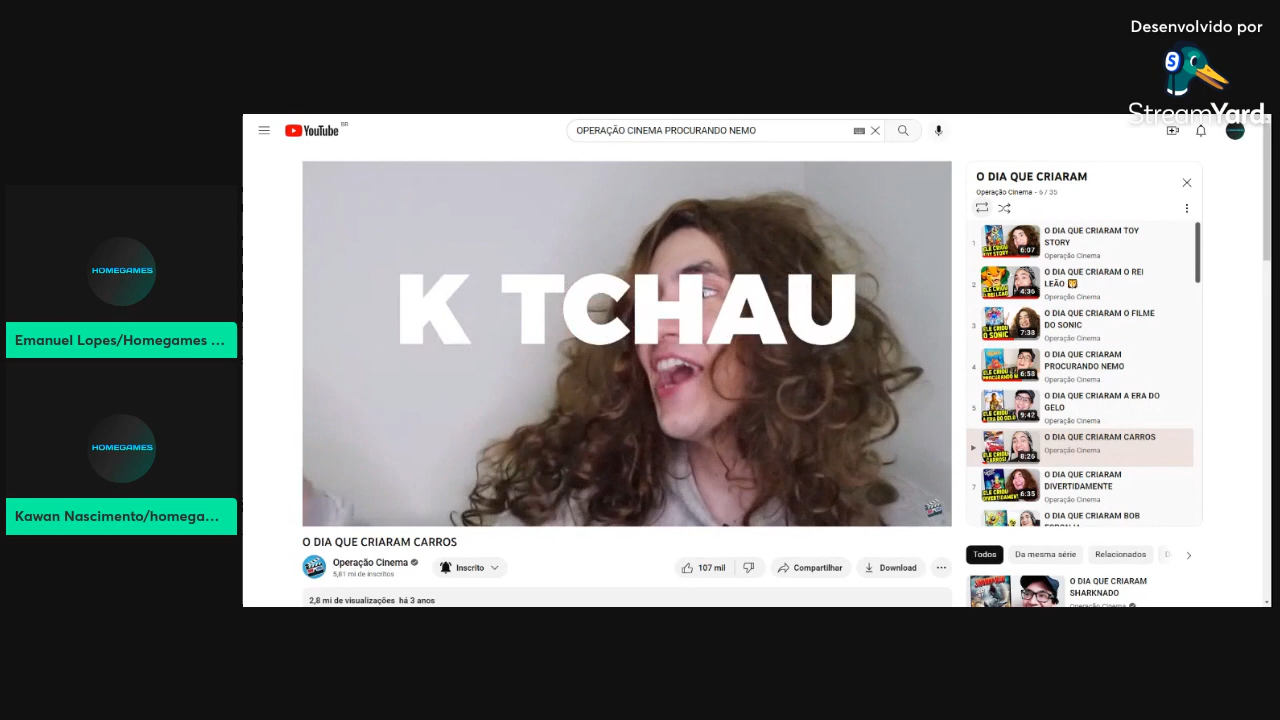 Desenvolvido por
StreamYard
YouTube BR
OPERAÇÃO CINEMA PROCURANDO NEMO
K TCHAU
O DIA QUE CRIARAM
Operação Cinema - 6 / 35
1
O DIA QUE CRIARAM TOY
STORY
Operação Cinema
6:07
2
O DIA QUE CRIARAM O REI
LEÃO 🦁
Operação Cinema
4:36
3
O DIA QUE CRIARAM O FILME
DO SONIC
Operação Cinema
7:38
4
O DIA QUE CRIARAM
PROCURANDO NEMO
Operação Cinema
6:58
5
O DIA QUE CRIARAM A ERA DO
GELO
Operação Cinema
9:42
O DIA QUE CRIARAM CARROS
Operação Cinema
8:26
7
O DIA QUE CRIARAM
DIVERTIDAMENTE
Operação Cinema
6:35
O DIA QUE CRIARAM BOB
HOMEGAMES
Emanuel Lopes/Homegames ...
HOMEGAMES
Kawan Nascimento/homega...
O DIA QUE CRIARAM CARROS
Operação Cinema
5,81 mi de inscritos
Inscrito
107 mil
Compartilhar
Download
2,8 mi de visualizações há 3 anos
Todos
Da mesma série
Relacionados
O DIA QUE CRIARAM
SHARKNADO
Operação Cinema